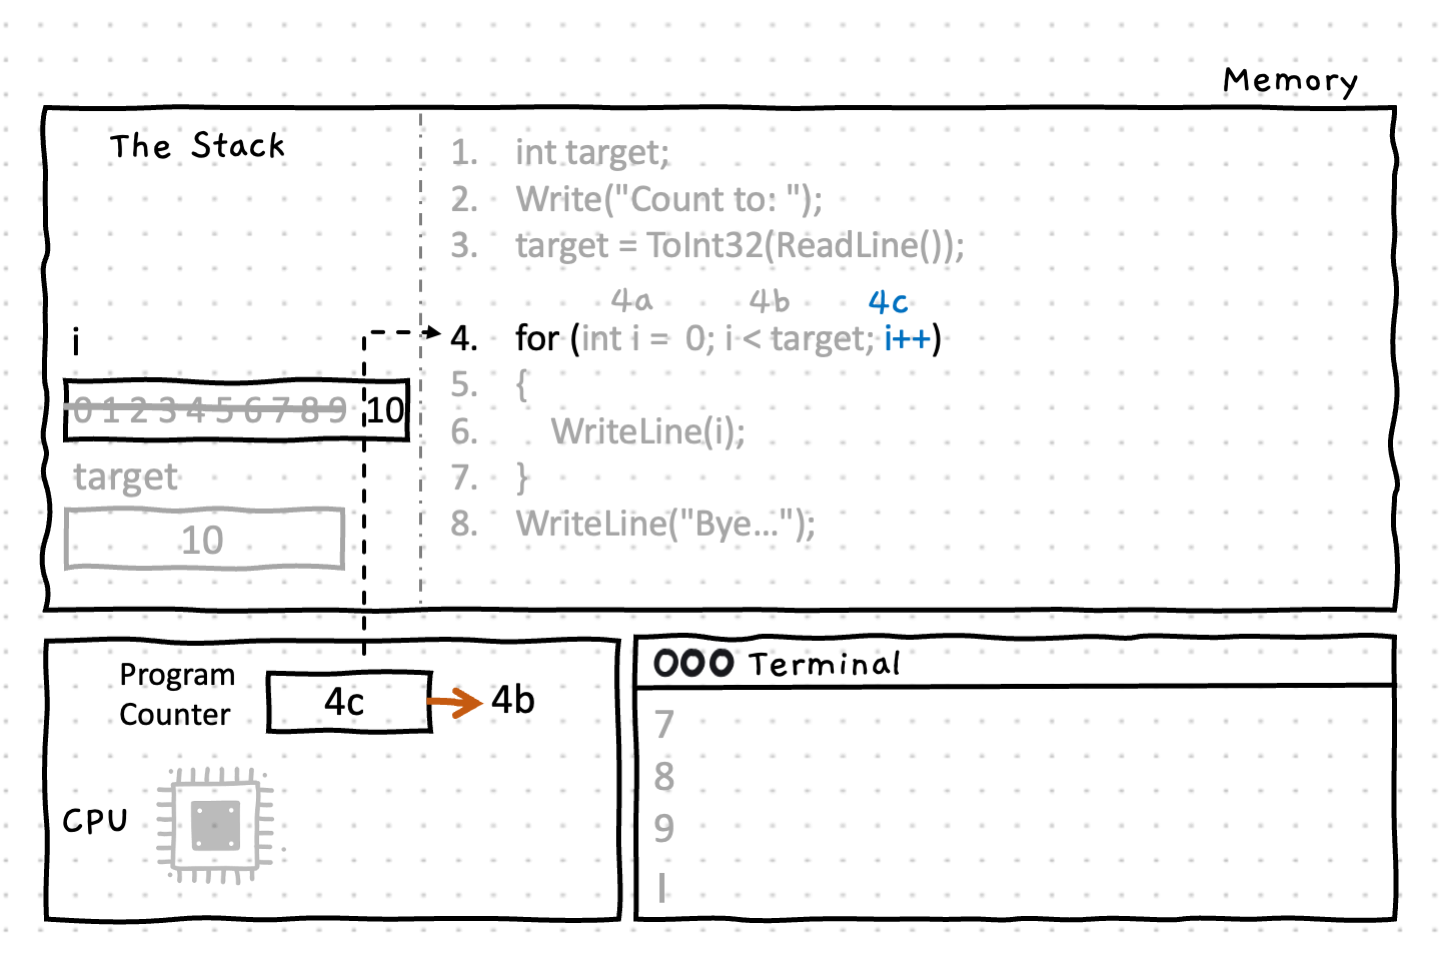 Memory
The Stack
1. int target;
2. Write("Count to: ");
3. target = ToInt32(ReadLine());
4a 4b 4c
i
4. for (int i = 0; i < target; i++)
5. {
0 1 2 3 4 5 6 7 8 9 10
6. WriteLine(i);
target
7. }
10
8. WriteLine("Bye...");
Program
Counter
4c 4b
CPU
Terminal
7
8
9